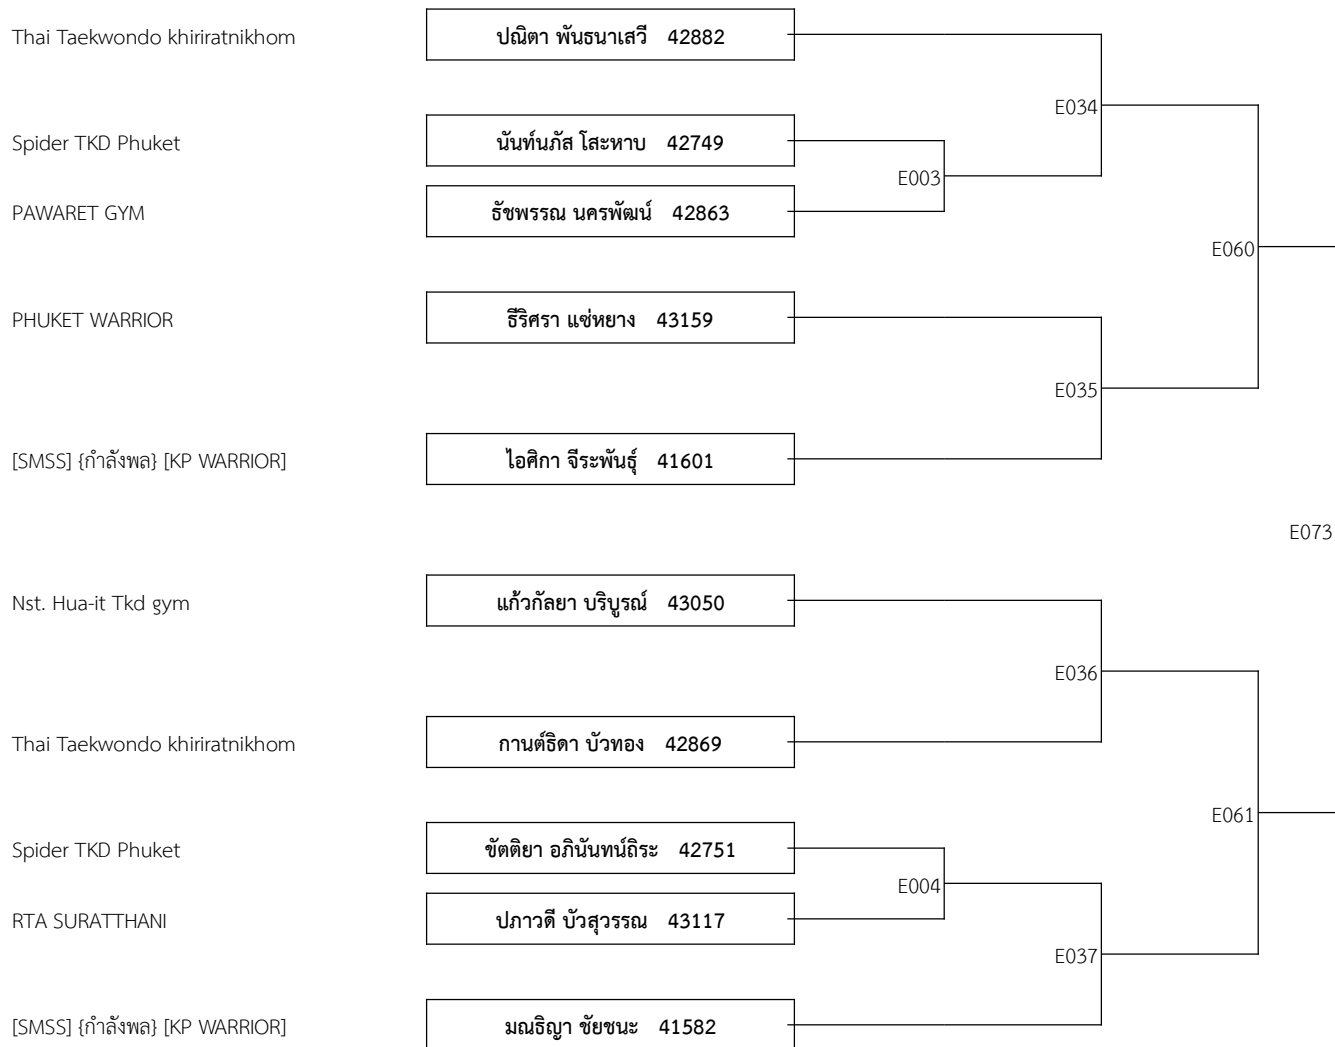 Thai Taekwondo khiriratnikhom ปณิตา พันธนาเสวี 42882
E034
Spider TKD Phuket นันท์นภัส โสะหาบ 42749
E003
PAWARET GYM ธัชพรรณ นครพัฒน์ 42863
E060
PHUKET WARRIOR ธีริศรา แซ่หยาง 43159
E035
[SMSS] {กำลังพล} [KP WARRIOR] ไอศิกา จีระพันธุ์ 41601
E073
Nst. Hua-it Tkd gym แก้วกัลยา บริบูรณ์ 43050
E036
Thai Taekwondo khiriratnikhom กานต์ธิดา บัวทอง 42869
E061
Spider TKD Phuket ขัตติยา อภินันทน์ถิระ 42751
E004
RTA SURATTHANI ปภาวดี บัวสุวรรณ 43117
E037
[SMSS] {กำลังพล} [KP WARRIOR] มณธิญา ชัยชนะ 41582